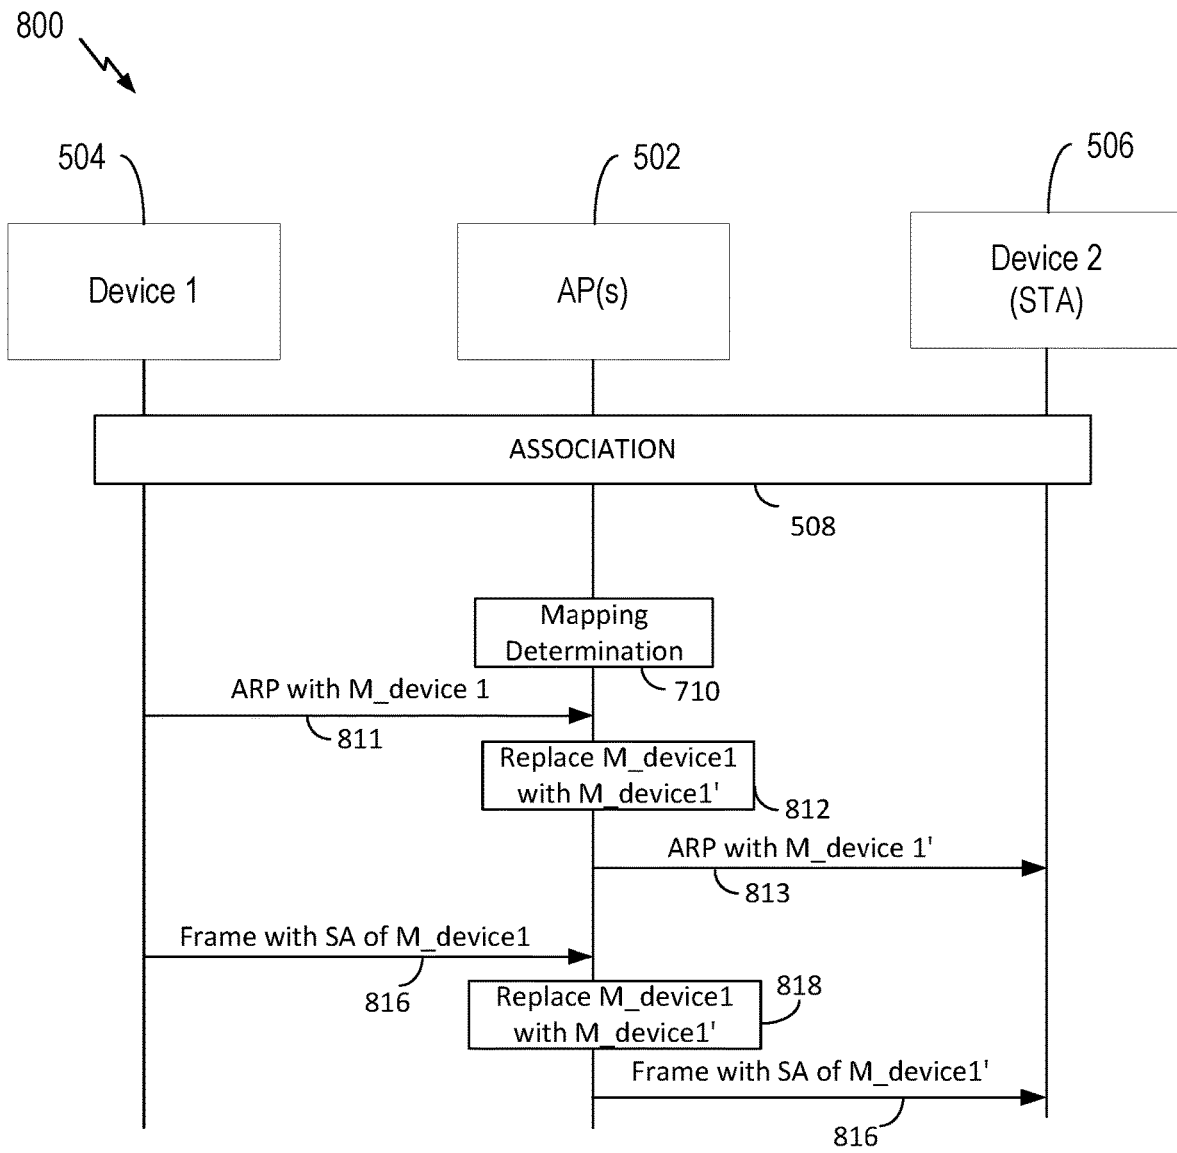 800
504
502
506
Device 1
AP(s)
Device 2
(STA)
ASSOCIATION
508
Mapping
Determination
710
ARP with M_device 1
811
Replace M_device1
with M_device1'
812
ARP with M_device 1'
813
Frame with SA of M_device1
816
Replace M_device1
with M_device1'
818
Frame with SA of M_device1'
816